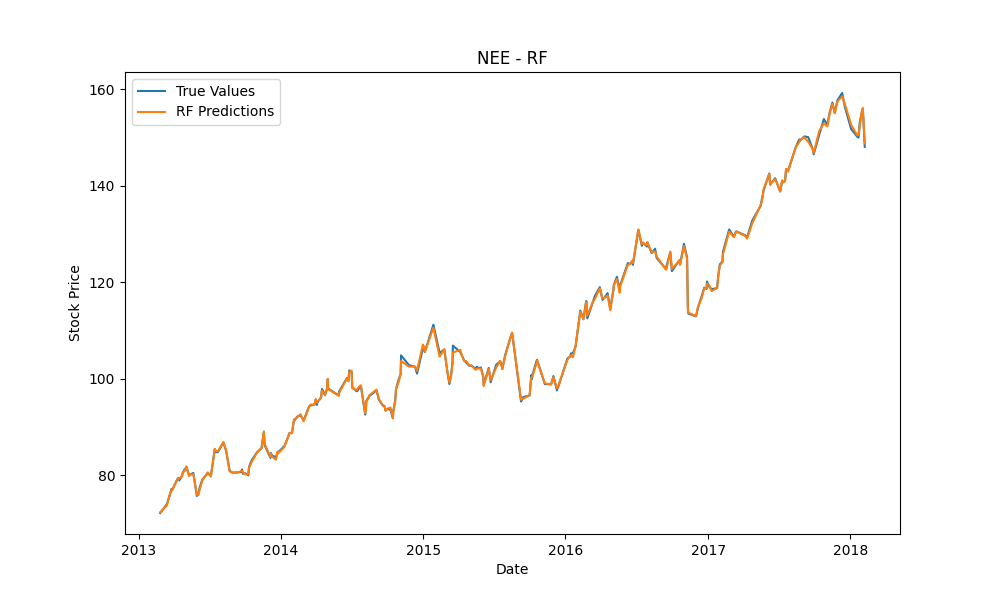 NEE - RF
True Values
RF Predictions
160
140
120
100
80
Stock Price
2013
2014
2015
2016
2017
2018
Date